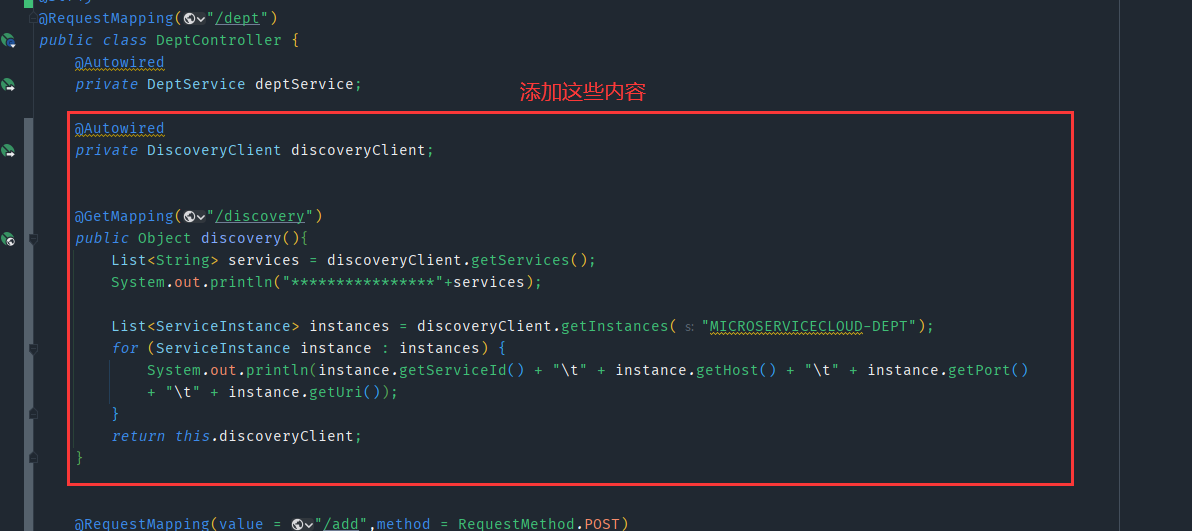 @RequestMapping("/dept")
public class DeptController {
@Autowired
private DeptService deptService;
添加这些内容
@Autowired
private DiscoveryClient discoveryClient;
@GetMapping("/discovery")
public Object discovery(){
List<String> services = discoveryClient.getServices();
System.out.println("****************"+services);
List<ServiceInstance> instances = discoveryClient.getInstances( s: "MICROSERVICECLOUD-DEPT");
for (ServiceInstance instance : instances) {
System.out.println(instance.getServiceId() + "\t" + instance.getHost() + "\t" + instance.getPort()
+ "\t" + instance.getUri());
}
return this.discoveryClient;
}
@RequestMapping(value = "/add",method = RequestMethod.POST)